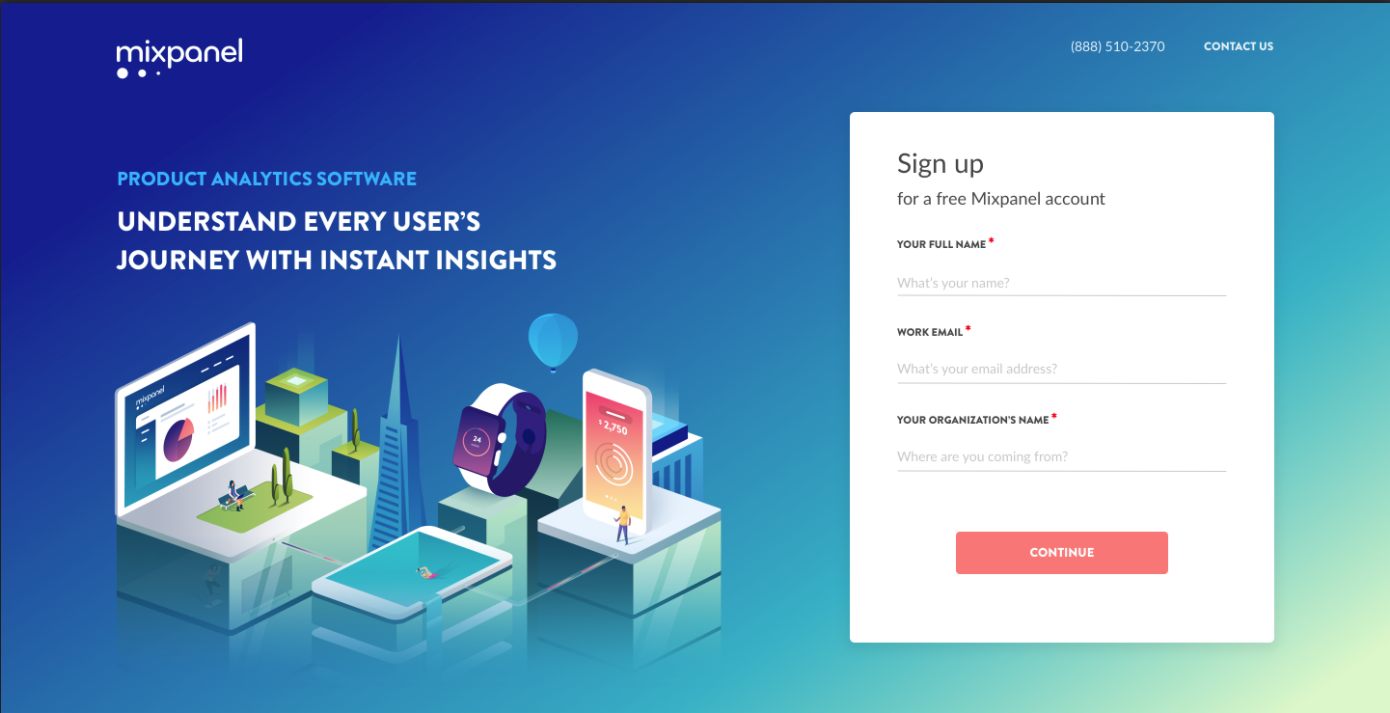 mixpanel
(888) 510-2370
CONTACT US
PRODUCT ANALYTICS SOFTWARE
UNDERSTAND EVERY USER’S
JOURNEY WITH INSTANT INSIGHTS
mixpanel
24
$ 2,750
Sign up
for a free Mixpanel account
YOUR FULL NAME *
What's your name?
WORK EMAIL *
What's your email address?
YOUR ORGANIZATION'S NAME *
Where are you coming from?
CONTINUE